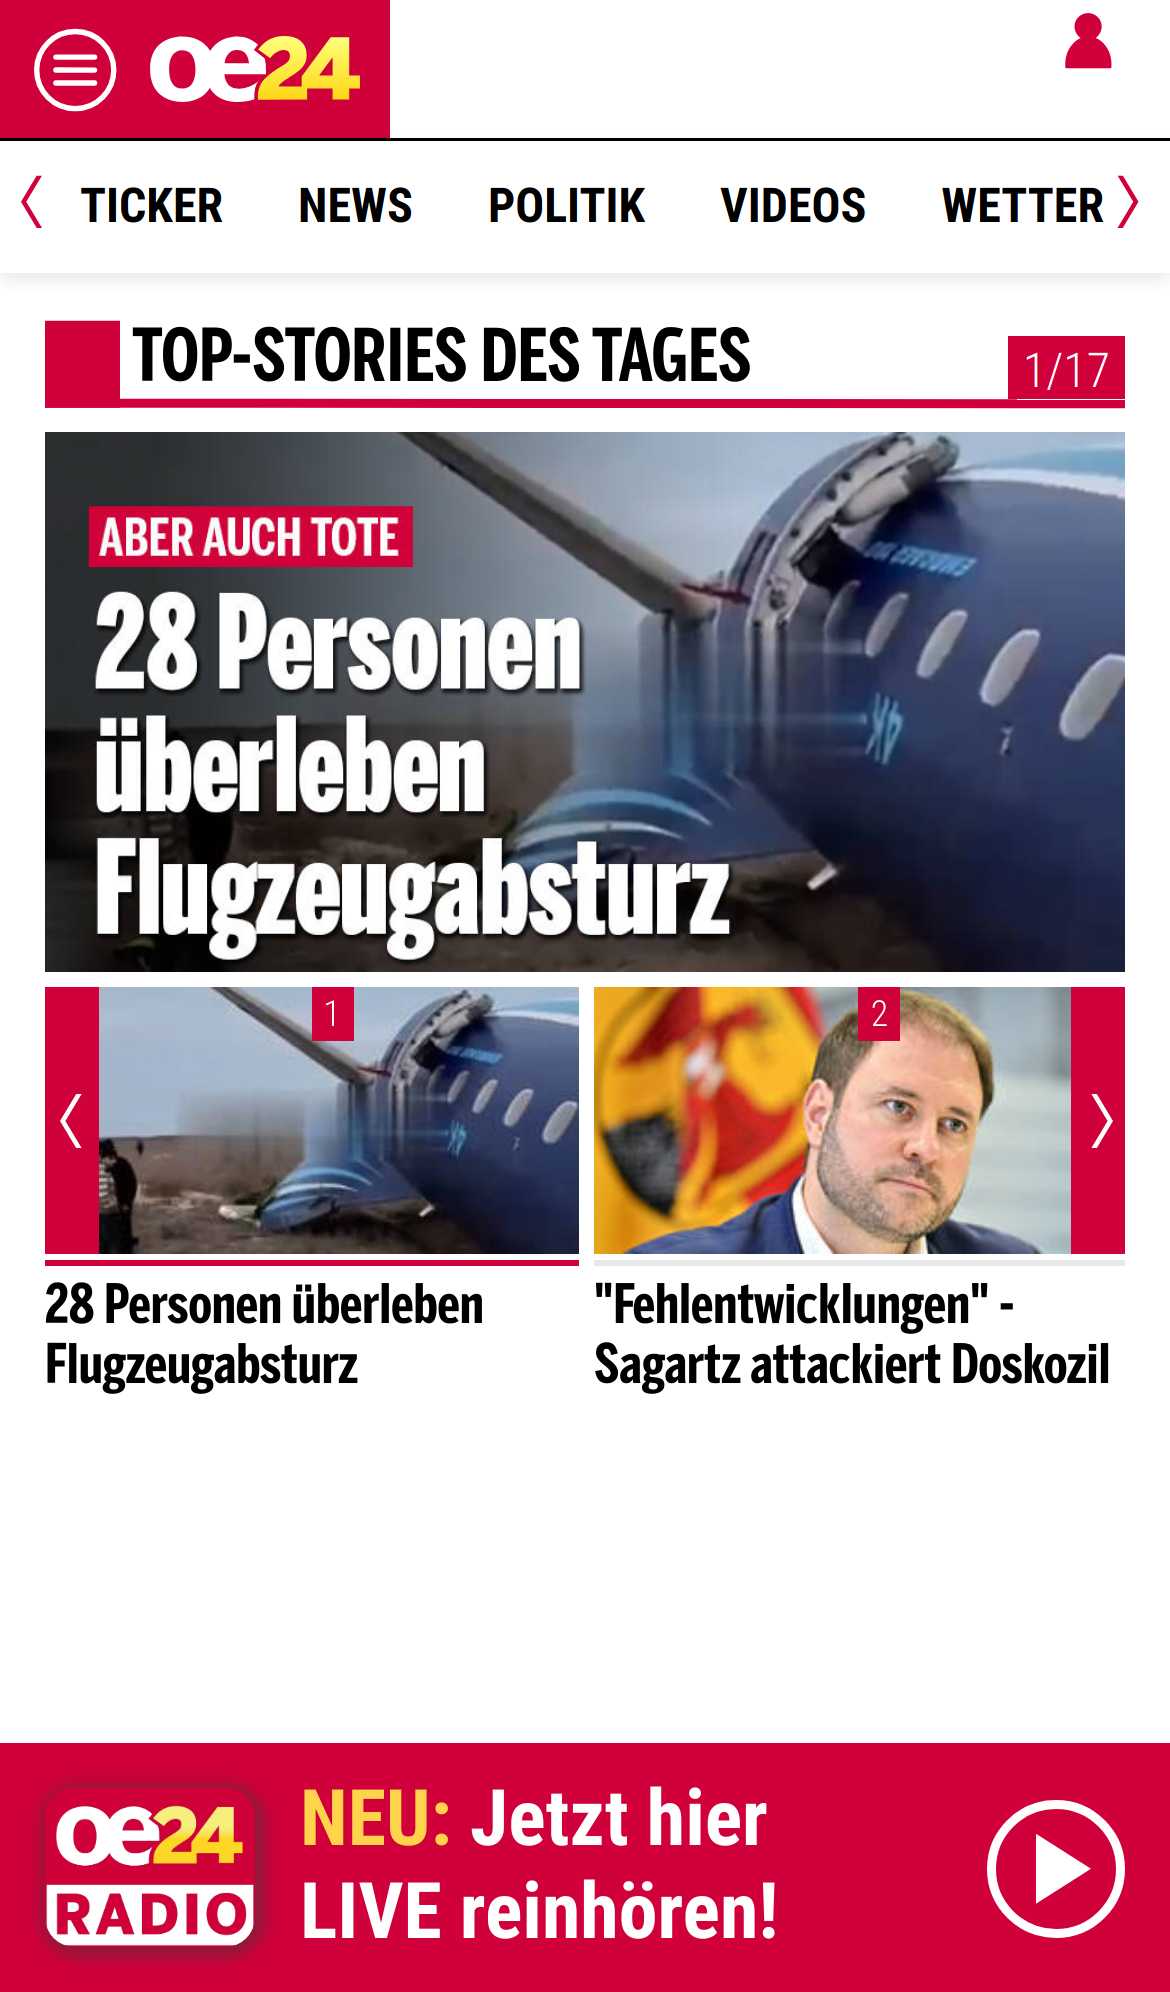 oe24
TICKER NEWS POLITIK VIDEOS WETTER
TOP-STORIES DES TAGES
1/17
ABER AUCH TOTE
28 Personen
überleben
Flugzeugabsturz
1
2
28 Personen überleben
Flugzeugabsturz
"Fehlentwicklungen" -
Sagartz attackiert Doskozil
oe24
RADIO
NEU: Jetzt hier
LIVE reinhören!